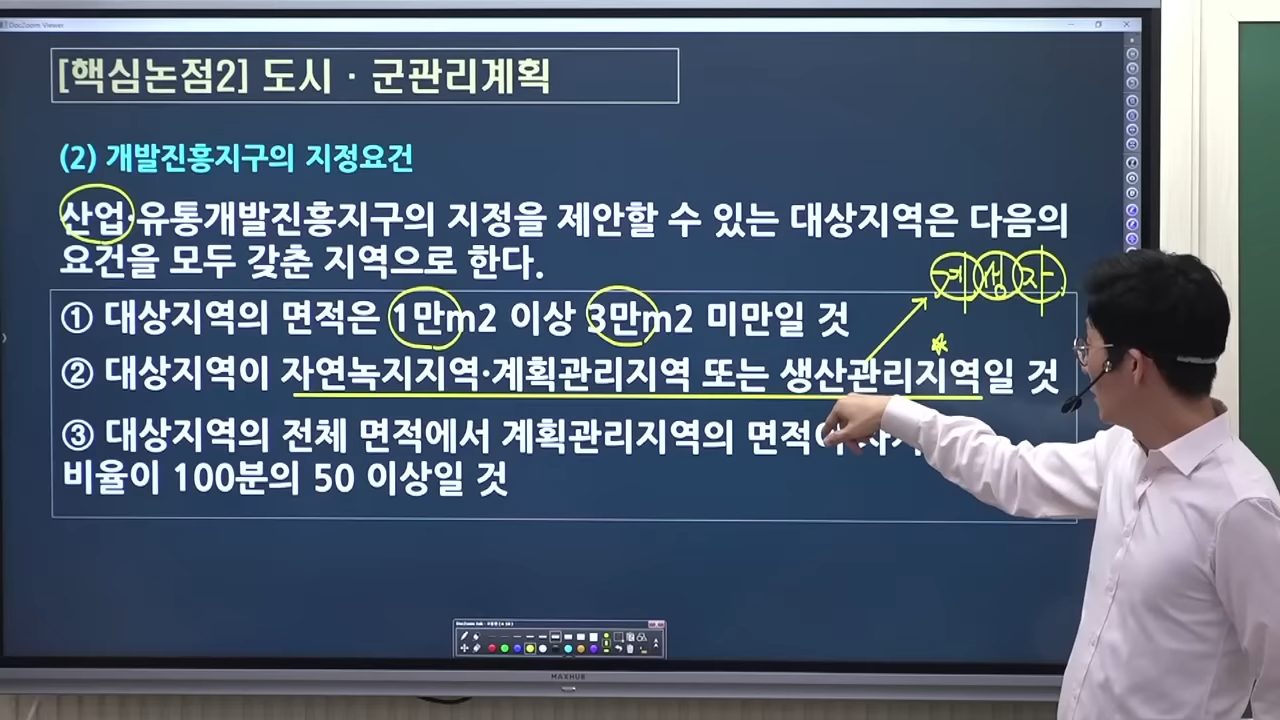 DocZoom Viewer
[핵심논점2] 도시 · 군관리계획
(2) 개발진흥지구의 지정요건
산업·유통개발진흥지구의 지정을 제안할 수 있는 대상지역은 다음의
요건을 모두 갖춘 지역으로 한다.
계 생 자
① 대상지역의 면적은 1만m2 이상 3만m2 미만일 것
② 대상지역이 자연녹지지역·계획관리지역 또는 생산관리지역일 것
③ 대상지역의 전체 면적에서 계획관리지역의 면적이
비율이 100분의 50 이상일 것
MAXHUB